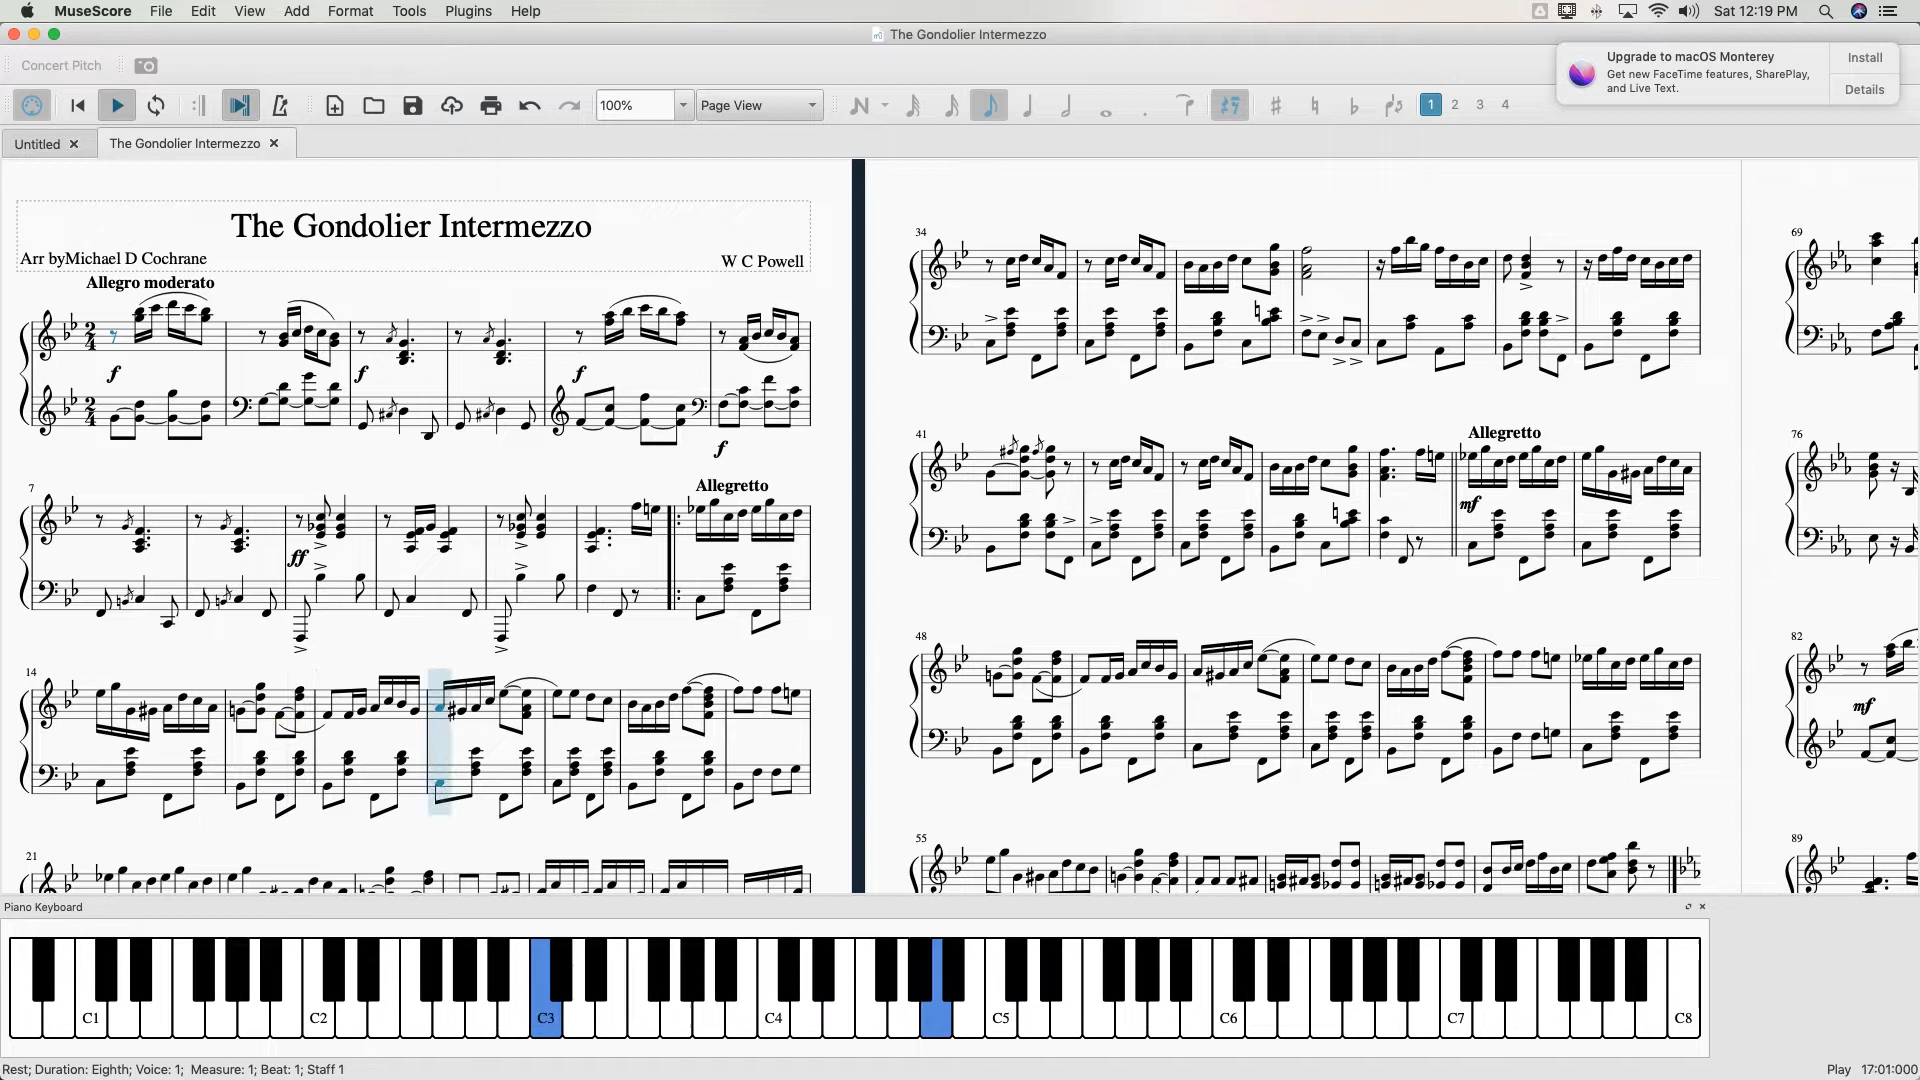 MuseScore File Edit View Add Format Tools Plugins Help Sat 12:19 PM
The Gondolier Intermezzo
Concert Pitch
Upgrade to macOS Monterey
Get new FaceTime features, SharePlay,
and Live Text.
Install
Details
100% Page View 1 2 3 4
Untitled The Gondolier Intermezzo
The Gondolier Intermezzo
Arr byMichael D Cochrane
W C Powell
Allegro moderato
2 4
f f f
2 4
f
7
Allegretto
ff
14
21
34
41
Allegretto
mf
48
55
69
76
82
mf
89
Piano Keyboard
C1 C2 C3 C4 C5 C6 C7 C8
Rest; Duration: Eighth; Voice: 1; Measure: 1; Beat: 1; Staff 1
Play 17:01:000